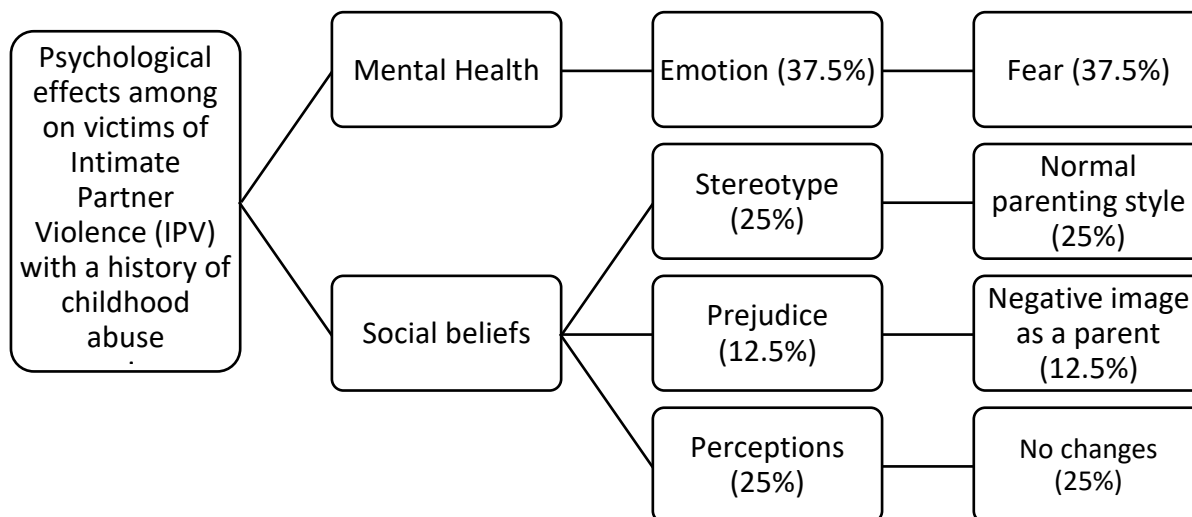 Psychological
effects among
on victims of
Intimate
Partner
Violence (IPV)
with a history of
childhood
abuse
Mental Health
Emotion (37.5%)
Fear (37.5%)
Social beliefs
Stereotype
(25%)
Normal
parenting style
(25%)
Prejudice
(12.5%)
Negative image
as a parent
(12.5%)
Perceptions
(25%)
No changes
(25%)